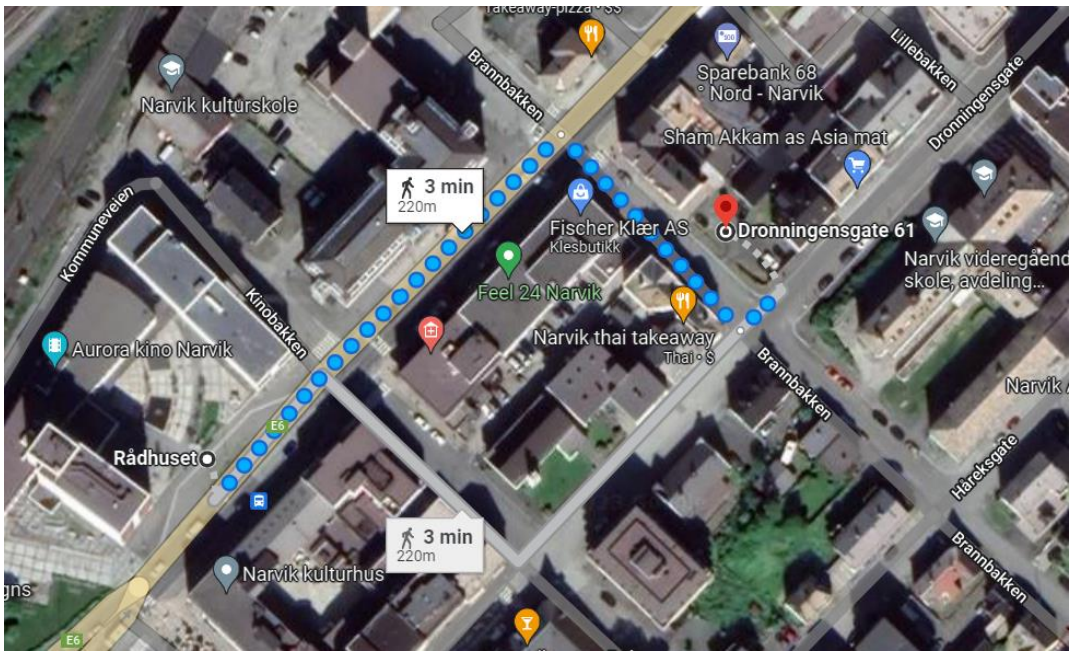 Takeaway-pizza • $$
Brannbakken
Lillebakken
Dronningensgate
Sparebank 68
° Nord - Narvik
Narvik kulturskole
Sham Akkam as Asia mat
3 min
220m
Fischer Klær AS
Klesbutikk
Dronningensgate 61
Kommuneveien
Narvik videregåend
skole, avdeling...
Feel 24 Narvik
Kinobakken
Narvik thai takeaway
Thai • $
Aurora kino Narvik
Brannbakken
Narvik
E6
Rådhuset
Håreksgate
3 min
220m
Brannbakken
Narvik kulturhus
gns
E6